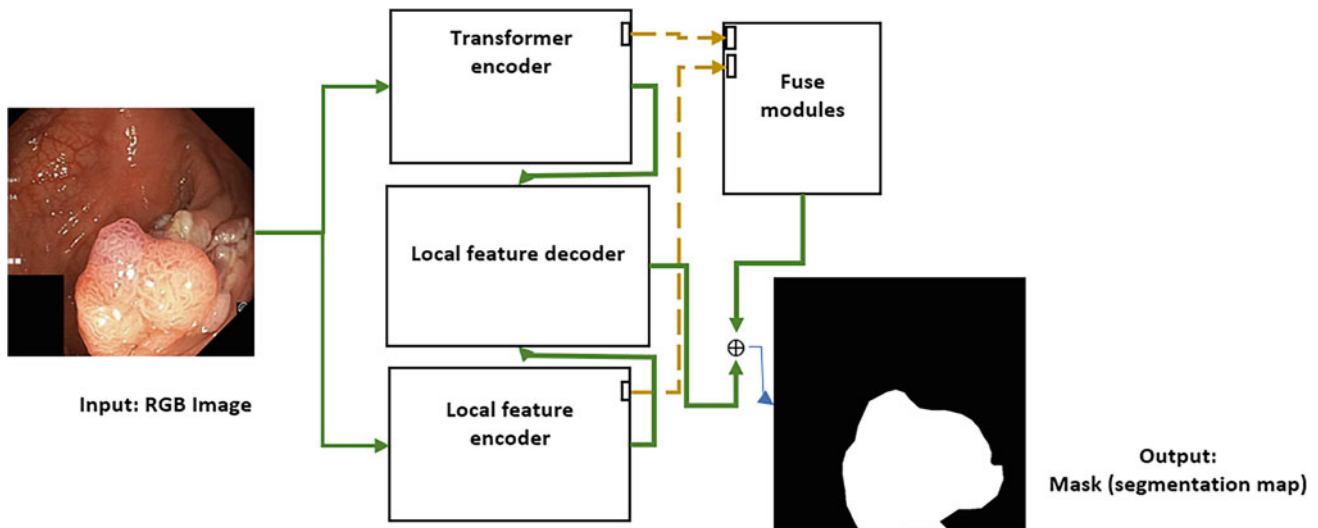 Transformer
encoder
Fuse
modules
Local feature decoder
Input: RGB Image
Local feature
encoder
Output:
Mask (segmentation map)